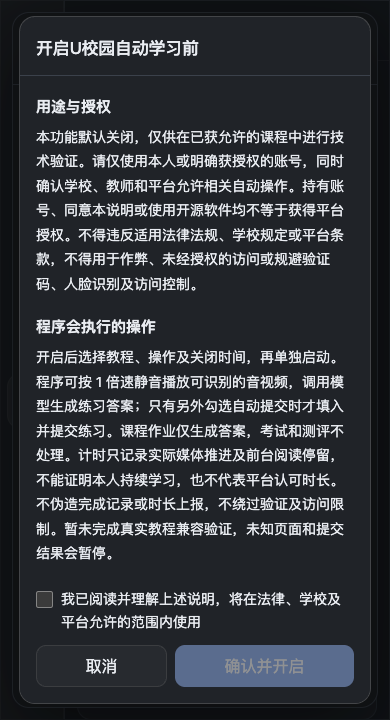 开启U校园自动学习前
用途与授权
本功能默认关闭，仅供在已获允许的课程中进行技
术验证。请仅使用本人或明确获授权的账号，同时
确认学校、教师和平台允许相关自动操作。持有账
号、同意本说明或使用开源软件均不等于获得平台
授权。不得违反适用法律法规、学校规定或平台条
款，不得用于作弊、未经授权的访问或规避验证
码、人脸识别及访问控制。
程序会执行的操作
开启后选择教程、操作及关闭时间，再单独启动。
程序可按 1 倍速静音播放可识别的音视频，调用模
型生成练习答案；只有另外勾选自动提交时才填入
并提交练习。课程作业仅生成答案，考试和测评不
处理。计时只记录实际媒体推进及前台阅读停留，
不能证明本人持续学习，也不代表平台认可时长。
不伪造完成记录或时长上报，不绕过验证及访问限
制。暂未完成真实教程兼容验证，未知页面和提交
结果会暂停。
我已阅读并理解上述说明，将在法律、学校及
平台允许的范围内使用
取消
确认并开启